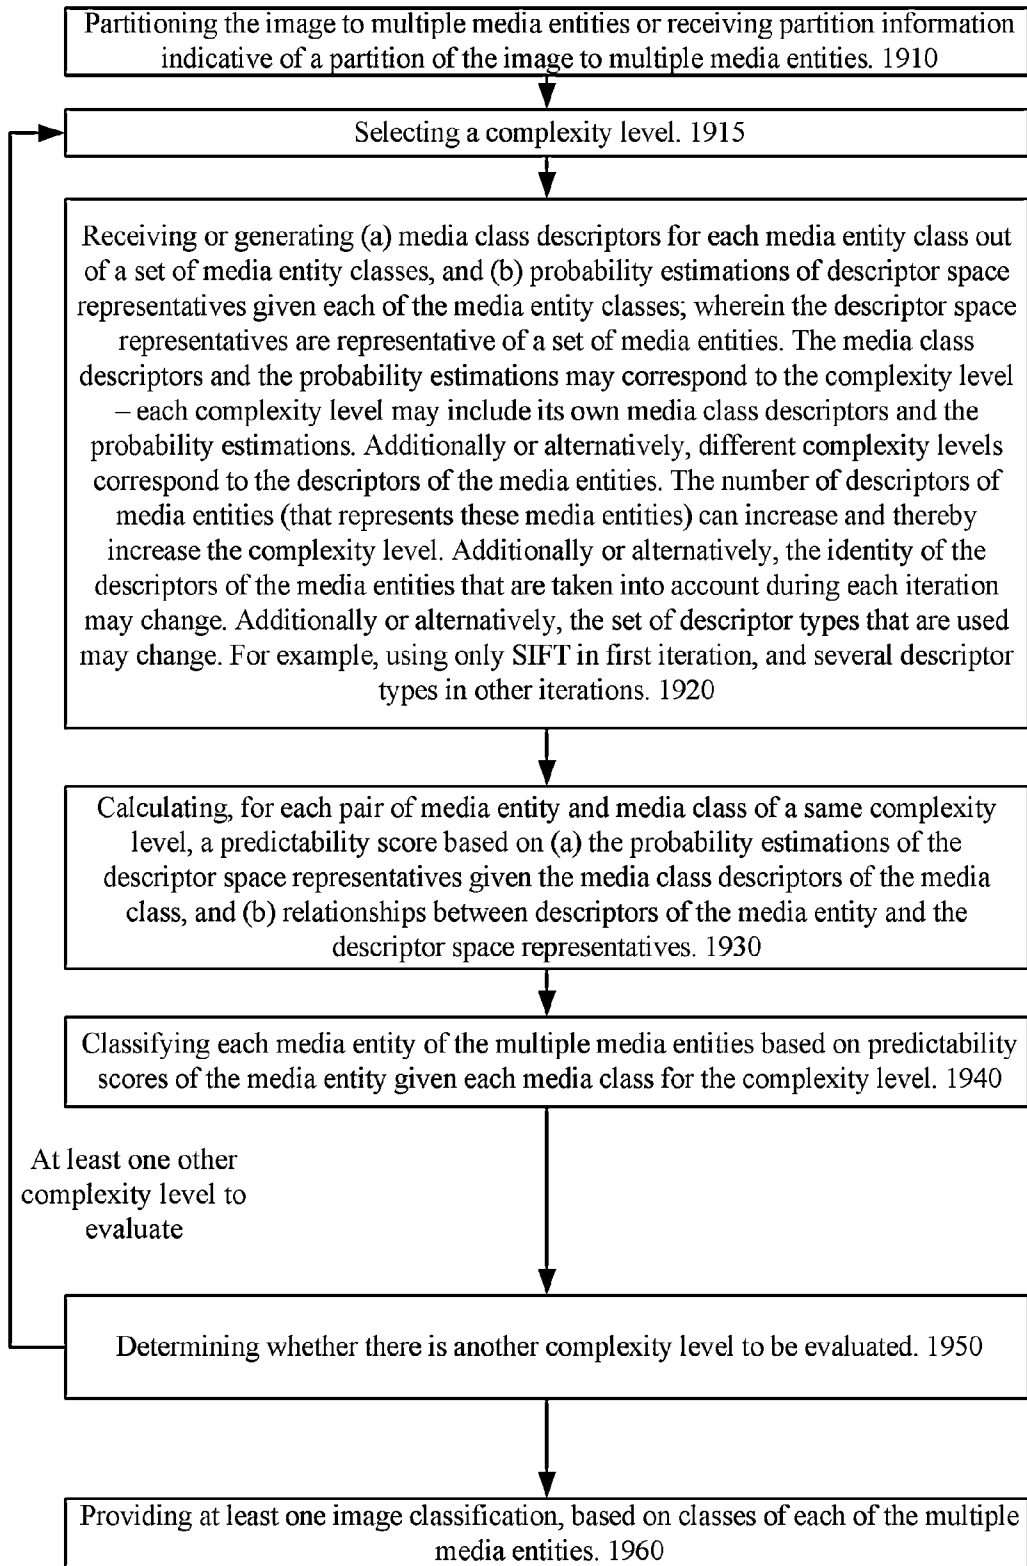 Partitioning the image to multiple media entities or receiving partition information
indicative of a partition of the image to multiple media entities. 1910
Selecting a complexity level. 1915
Receiving or generating (a) media class descriptors for each media entity class out
of a set of media entity classes, and (b) probability estimations of descriptor space
representatives given each of the media entity classes; wherein the descriptor space
representatives are representative of a set of media entities. The media class
descriptors and the probability estimations may correspond to the complexity level
– each complexity level may include its own media class descriptors and the
probability estimations. Additionally or alternatively, different complexity levels
correspond to the descriptors of the media entities. The number of descriptors of
media entities (that represents these media entities) can increase and thereby
increase the complexity level. Additionally or alternatively, the identity of the
descriptors of the media entities that are taken into account during each iteration
may change. Additionally or alternatively, the set of descriptor types that are used
may change. For example, using only SIFT in first iteration, and several descriptor
types in other iterations. 1920
Calculating, for each pair of media entity and media class of a same complexity
level, a predictability score based on (a) the probability estimations of the
descriptor space representatives given the media class descriptors of the media
class, and (b) relationships between descriptors of the media entity and the
descriptor space representatives. 1930
Classifying each media entity of the multiple media entities based on predictability
scores of the media entity given each media class for the complexity level. 1940
At least one other
complexity level to
evaluate
Determining whether there is another complexity level to be evaluated. 1950
Providing at least one image classification, based on classes of each of the multiple
media entities. 1960